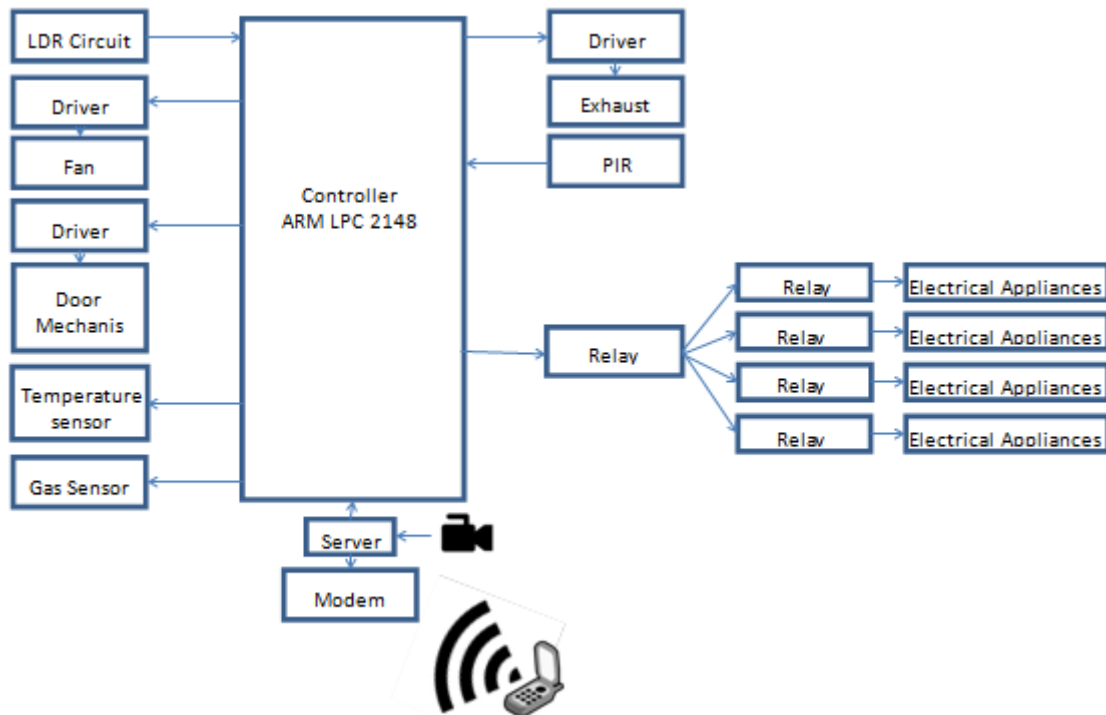 LDR Circuit
Driver
Fan
Driver
Door
Mechanis
Temperature
sensor
Gas Sensor
Controller
ARM LPC 2148
Server
Modem
Driver
Exhaust
PIR
Relay
Relay
Electrical Appliances
Relay
Electrical Appliances
Relay
Electrical Appliances
Relay
Electrical Appliances